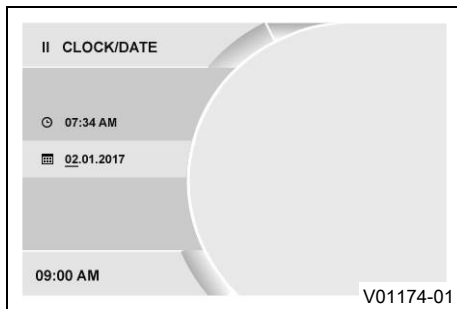 II CLOCK/DATE
07:34 AM
02.01.2017
09:00 AM
V01174-01